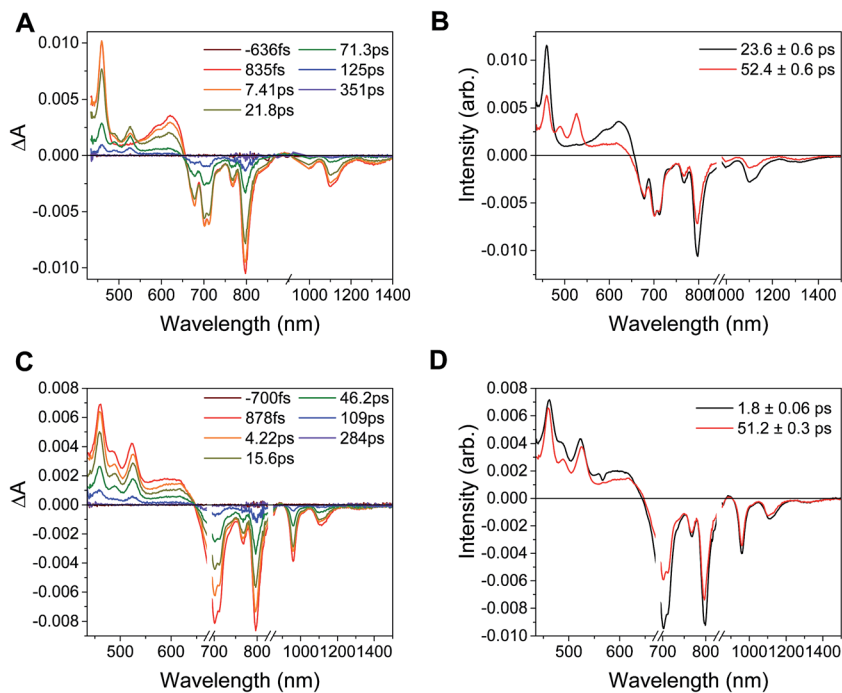 A
0.010
0.005
0.000
-0.005
-0.010
ΔA
-636fs
835fs
7.41ps
21.8ps
71.3ps
125ps
351ps
500 600 700 800 1000 1200 1400
Wavelength (nm)
B
0.010
0.005
0.000
-0.005
-0.010
Intensity (arb.)
23.6 ± 0.6 ps
52.4 ± 0.6 ps
500 600 700 800 1000 1200 1400
Wavelength (nm)
C
0.008
0.006
0.004
0.002
0.000
-0.002
-0.004
-0.006
-0.008
ΔA
-700fs
878fs
4.22ps
15.6ps
46.2ps
109ps
284ps
500 600 700 800 1000 1200 1400
Wavelength (nm)
D
0.008
0.006
0.004
0.002
0.000
-0.002
-0.004
-0.006
-0.008
-0.010
Intensity (arb.)
1.8 ± 0.06 ps
51.2 ± 0.3 ps
500 600 700 800 1000 1200 1400
Wavelength (nm)